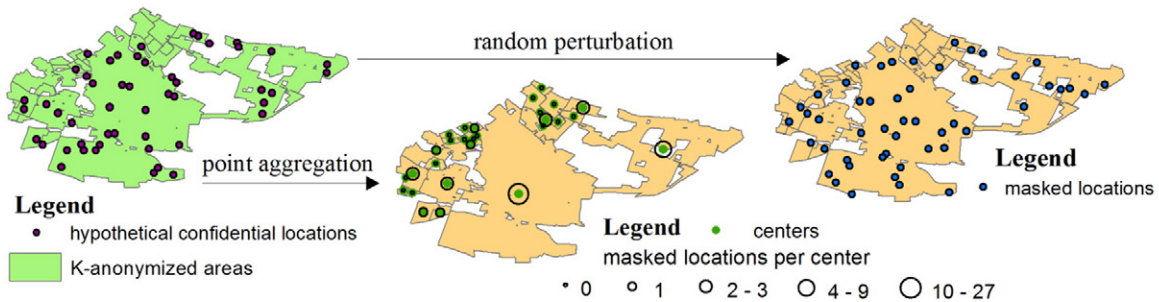 random perturbation
point aggregation
Legend
hypothetical confidential locations
K-anonymized areas
Legend
centers
masked locations per center
0 1 2 - 3 4 - 9 10 - 27
Legend
masked locations